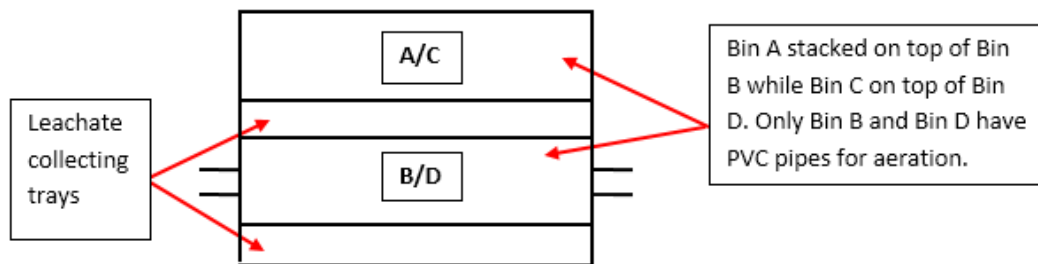 A/C
Bin A stacked on top of Bin
B while Bin C on top of Bin
D. Only Bin B and Bin D have
PVC pipes for aeration.
Leachate
collecting
trays
B/D